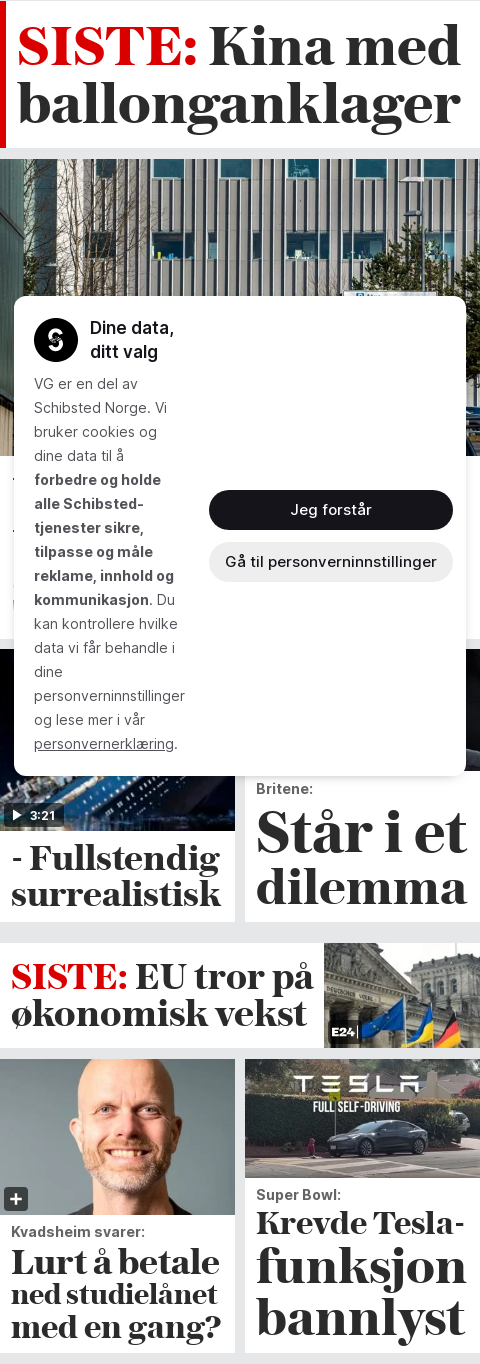 SISTE: Kina med
ballonganklager
Dine data,
ditt valg
VG er en del av
Schibsted Norge. Vi
bruker cookies og
dine data til å
forbedre og holde
alle Schibsted-
tjenester sikre,
tilpasse og måle
reklame, innhold og
kommunikasjon. Du
kan kontrollere hvilke
data vi får behandle i
dine
personverninnstillinger
og lese mer i vår
personvernerklæring.
Jeg forstår
Gå til personverninnstillinger
3:21
- Fullstendig
surrealistisk
Britene:
Står i et
dilemma
SISTE: EU tror på
økonomisk vekst
DEUTSCHEN VOLKE
E24
Kvadsheim svarer:
Lurt å betale
ned studielånet
med en gang?
TESLA
FULL SELF-DRIVING
Super Bowl:
Krevde Tesla-
funksjon
bannlyst